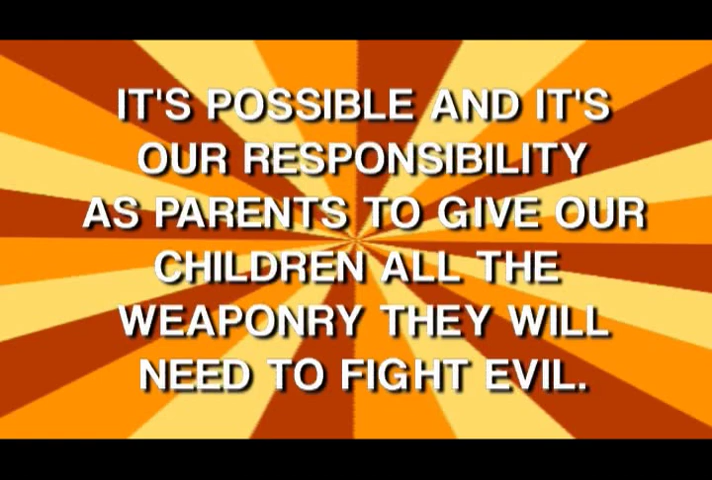 IT'S POSSIBLE AND IT'S
OUR RESPONSIBILITY
AS PARENTS TO GIVE OUR
CHILDREN ALL THE
WEAPONRY THEY WILL
NEED TO FIGHT EVIL.